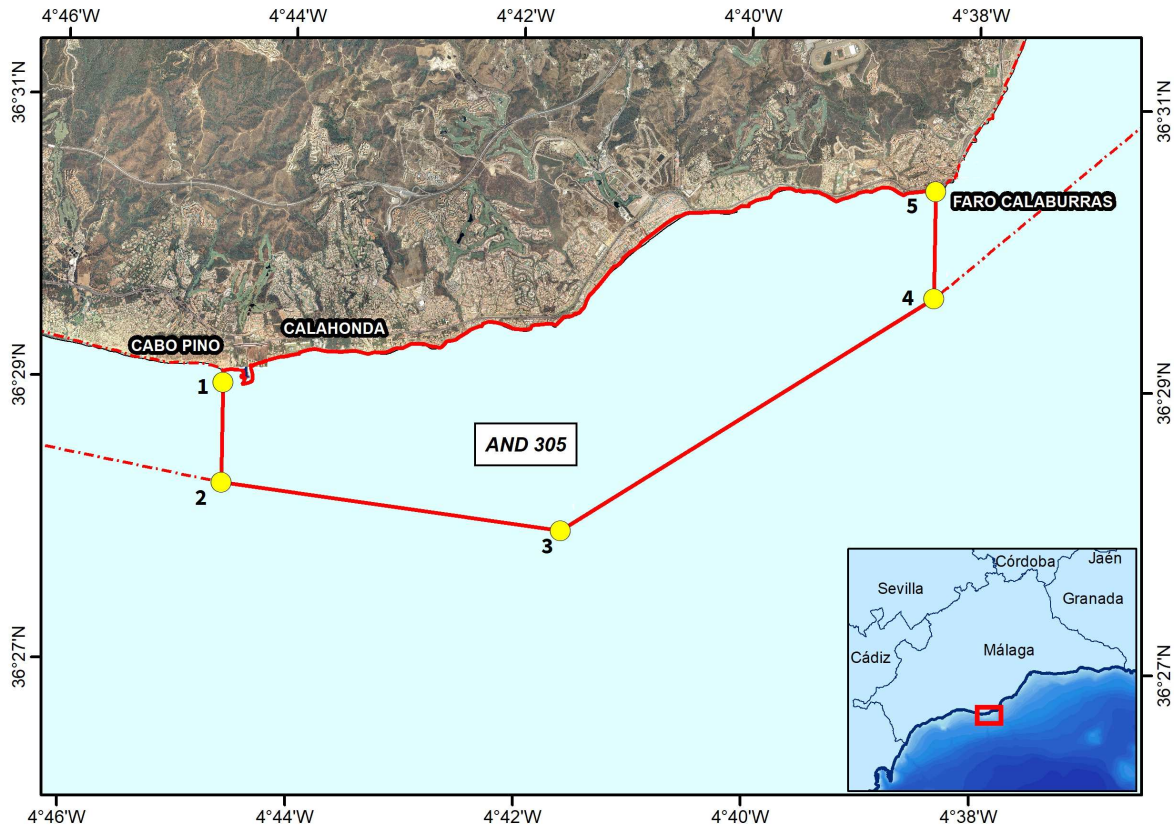 4°46'W
4°44'W
4°42'W
4°40'W
4°38'W
36°31'N
36°31'N
5
FARO CALABURRAS
4
CALAHONDA
CABO PINO
1
36°29'N
36°29'N
AND 305
2
3
Córdoba
Jaén
Sevilla
Granada
Málaga
Cádiz
36°27'N
36°27'N
4°46'W
4°44'W
4°42'W
4°40'W
4°38'W